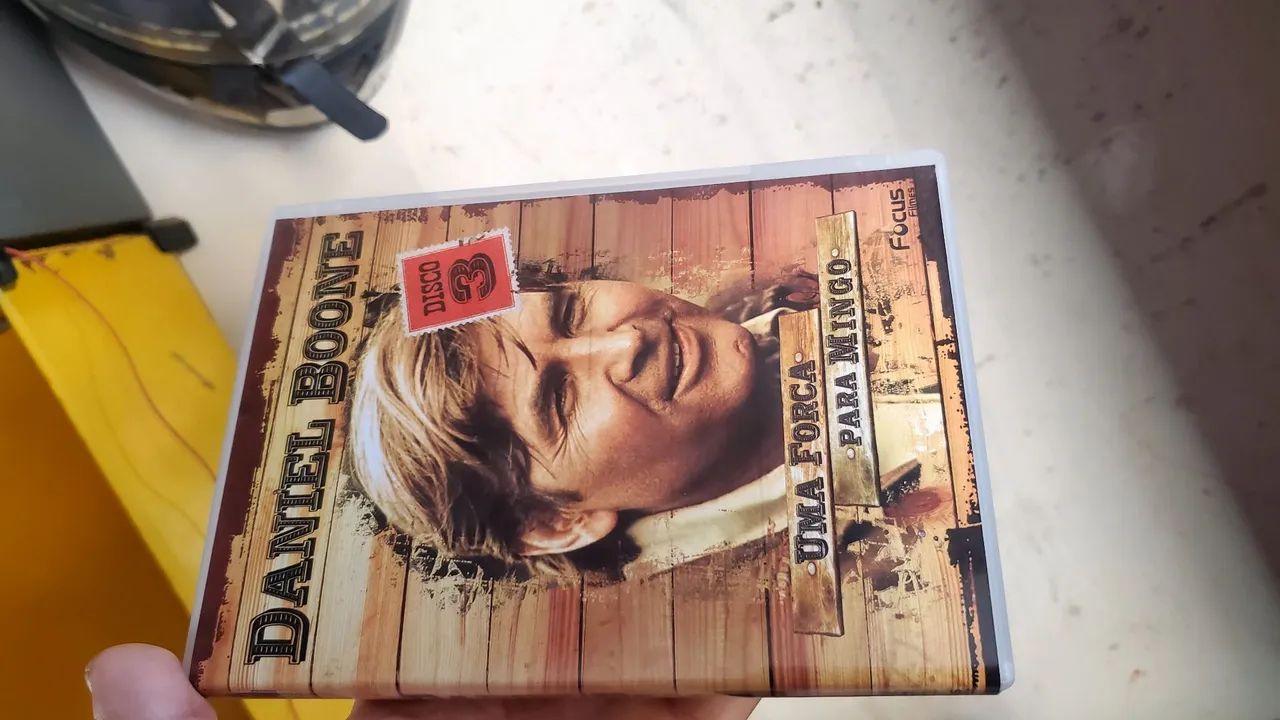 DANIEL BOONE
DISCO
3
UMA FORCA
PARA MINGO
Focus
Filmes